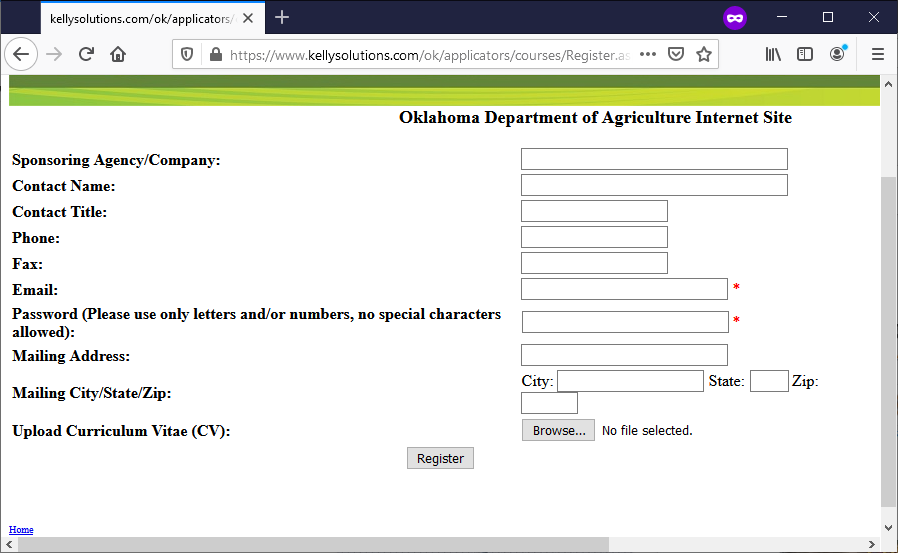 kellysolutions.com/ok/applicators/
https://www.kellysolutions.com/ok/applicators/courses/Register.as
Oklahoma Department of Agriculture Internet Site
Sponsoring Agency/Company:
Contact Name:
Contact Title:
Phone:
Fax:
Email: *
Password (Please use only letters and/or numbers, no special characters
allowed): *
Mailing Address:
Mailing City/State/Zip: City: State: Zip:
Upload Curriculum Vitae (CV): Browse... No file selected.
Register
Home